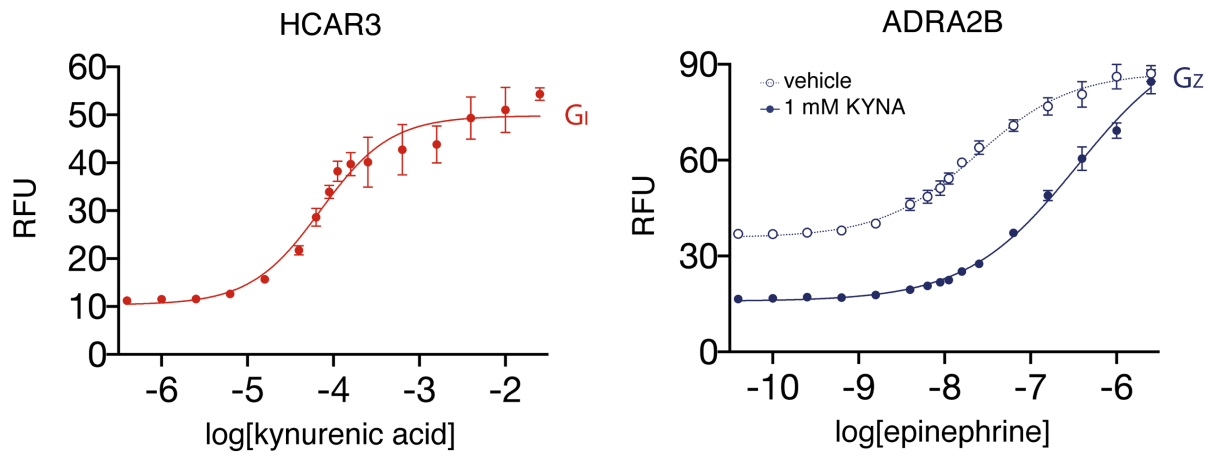 HCAR3
60
50
40
30
20
10
0
RFU
-6
-5
-4
-3
-2
log[kynurenic acid]
GI
ADRA2B
90
60
30
0
RFU
vehicle
1 mM KYNA
-10
-9
-8
-7
-6
log[epinephrine]
GZ